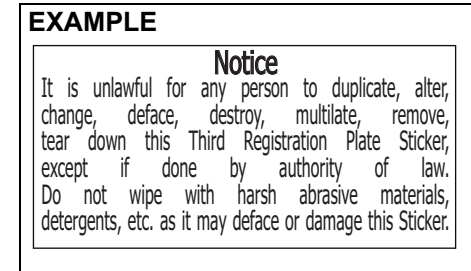 EXAMPLE
Notice
It is unlawful for any person to duplicate, alter,
change, deface, destroy, multilate, remove,
tear down this Third Registration Plate Sticker,
except if done by authority of law.
Do not wipe with harsh abrasive materials,
detergents, etc. as it may deface or damage this Sticker.